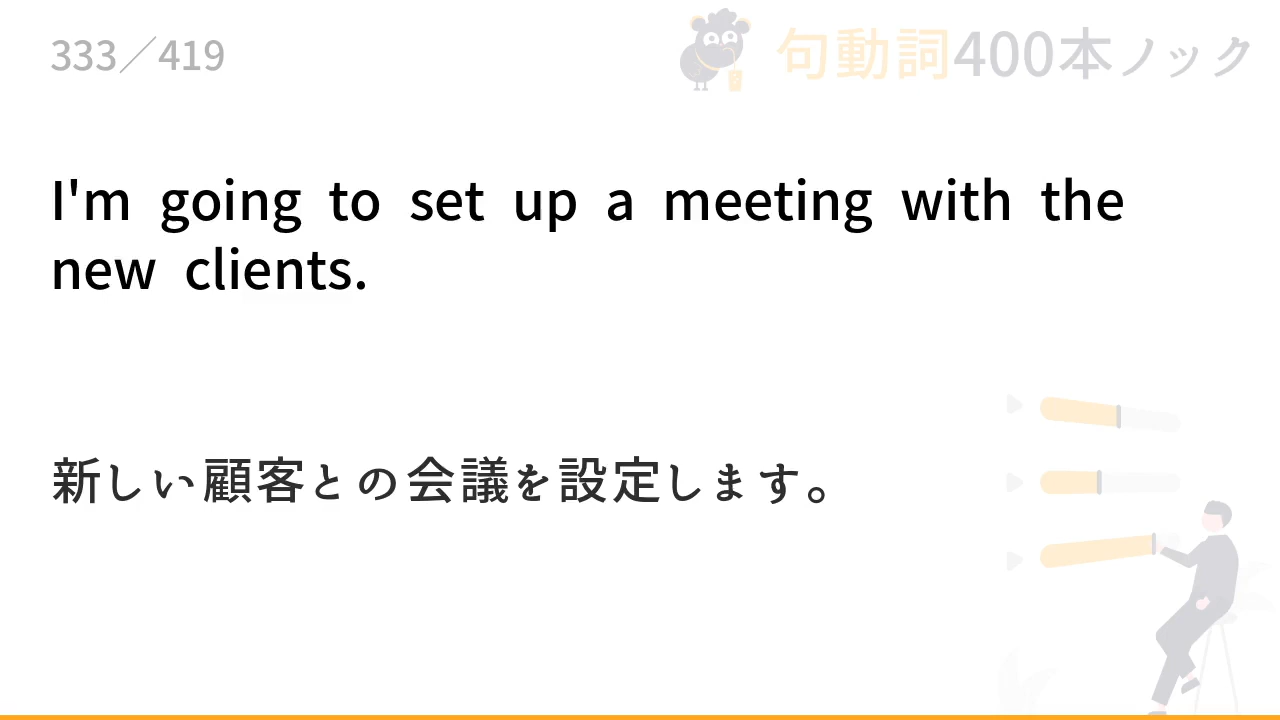 333／419
句動詞400本ノック
I'm going to set up a meeting with the
new clients.
新しい顧客との会議を設定します。